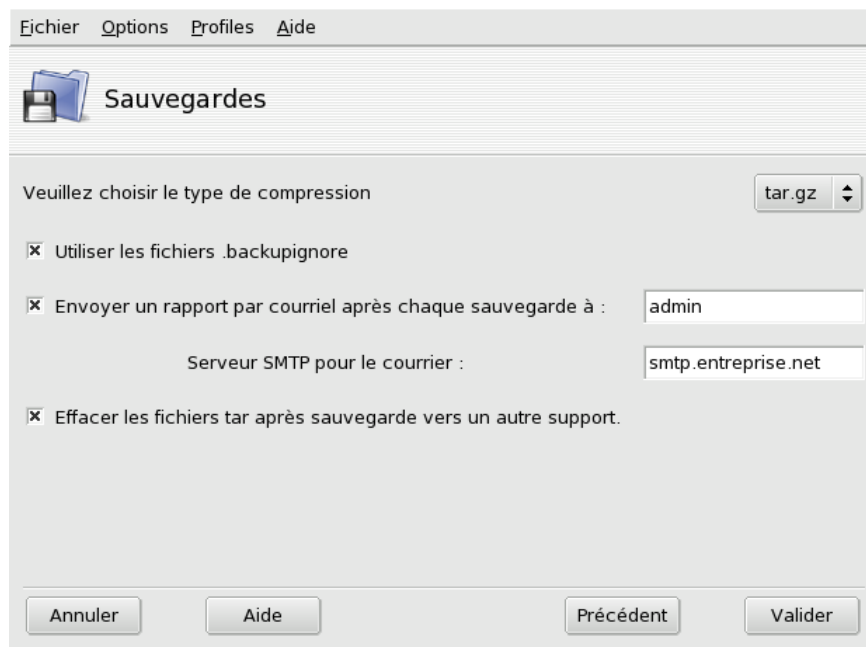 Fichier Options Profiles Aide
Sauvegardes
Veuillez choisir le type de compression tar.gz
Utiliser les fichiers .backupignore
Envoyer un rapport par courriel après chaque sauvegarde à : admin
Serveur SMTP pour le courrier : smtp.entreprise.net
Effacer les fichiers tar après sauvegarde vers un autre support.
Annuler Aide Précédent Valider